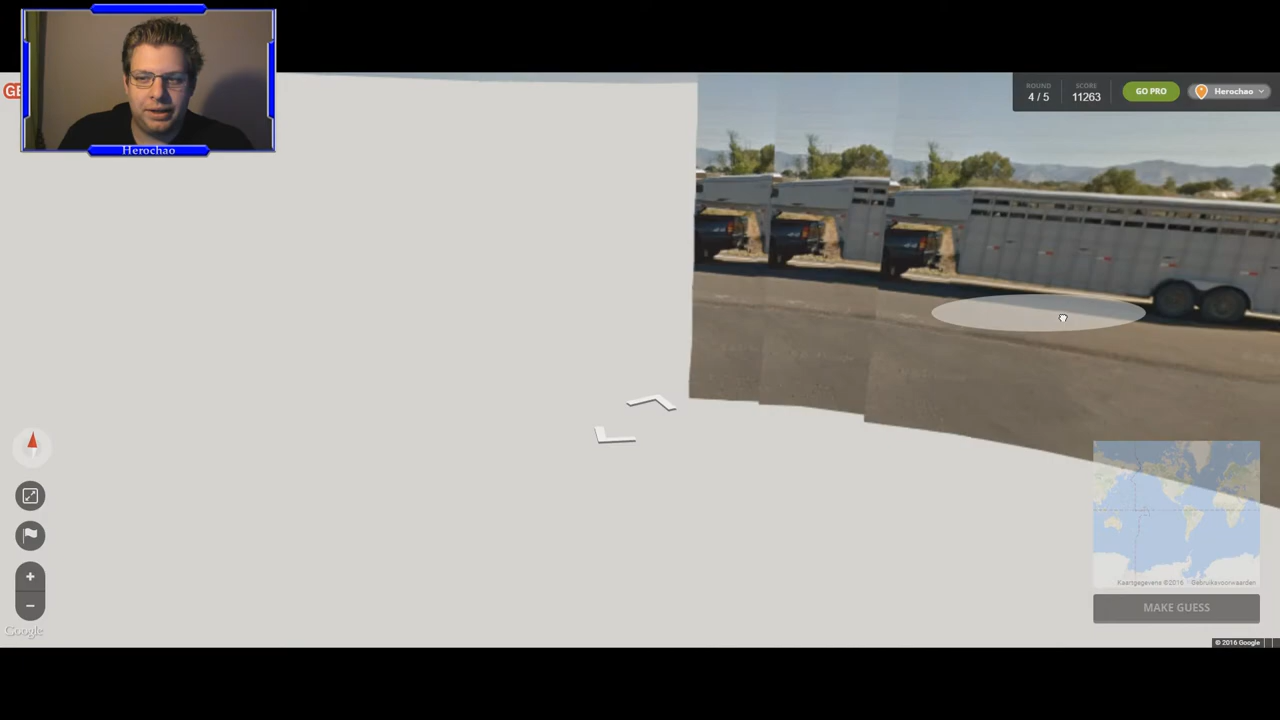 GE
Herochao
ROUND
4 / 5
SCORE
11263
GO PRO
Herochao
+
−
Google
Kaartgegevens ©2016
Gebruiksvoorwaarden
MAKE GUESS
© 2016 Google